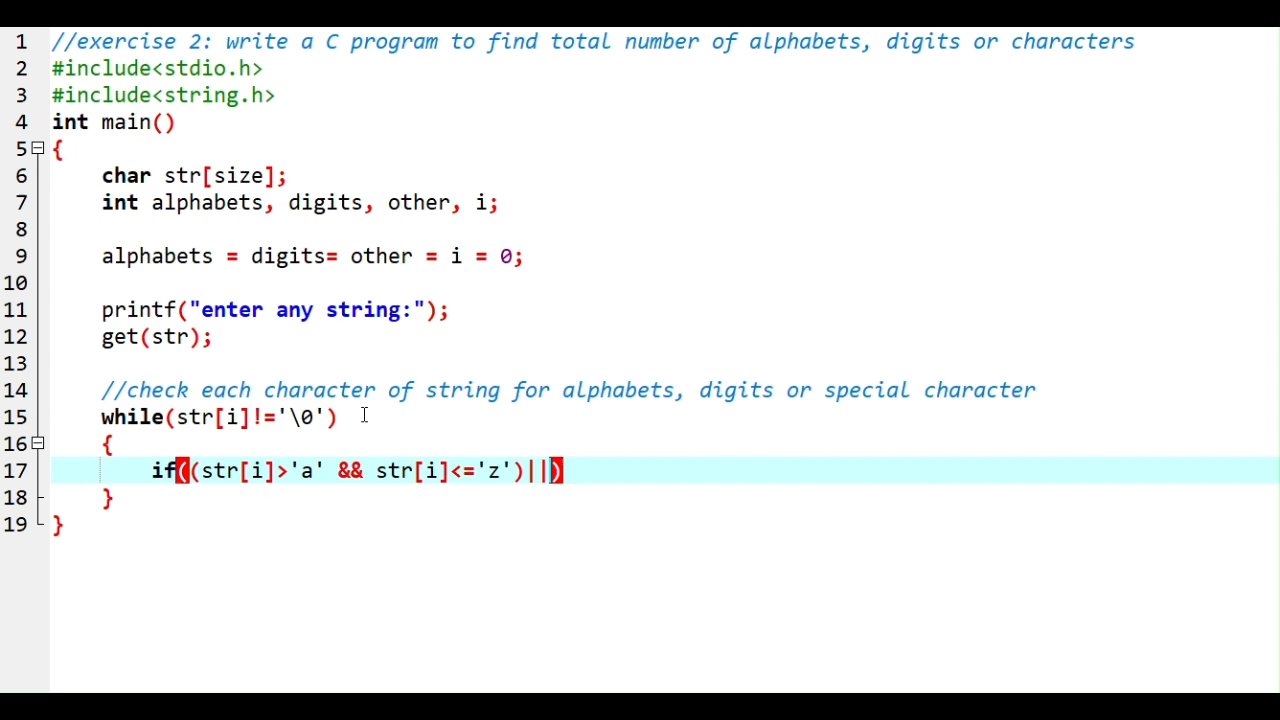 1 //exercise 2: write a C program to find total number of alphabets, digits or characters
2 #include<stdio.h>
3 #include<string.h>
4 int main()
5 {
6 char str[size];
7 int alphabets, digits, other, i;
8
9 alphabets = digits= other = i = 0;
10
11 printf("enter any string:");
12 get(str);
13
14 //check each character of string for alphabets, digits or special character
15 while(str[i]!='\0')
16 {
17 if((str[i]>'a' && str[i]<='z')||)
18 }
19 }